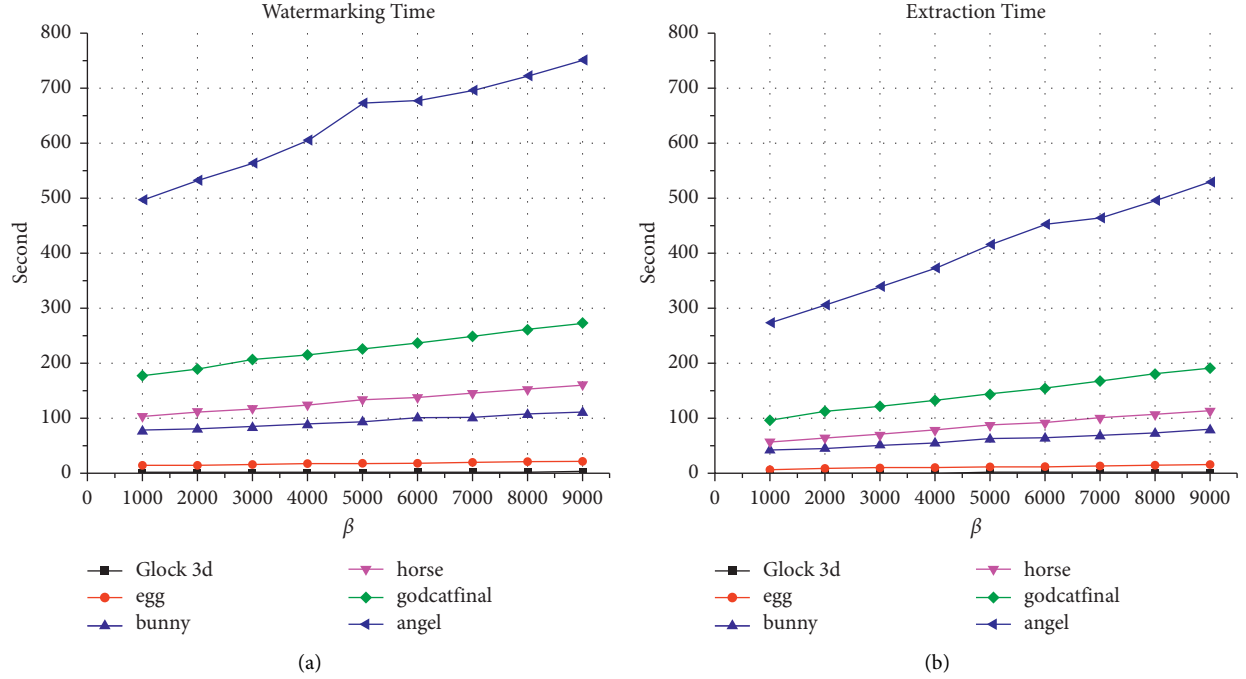 Watermarking Time
800
700
600
500
400
300
200
100
0
Second
0 1000 2000 3000 4000 5000 6000 7000 8000 9000
β
Glock 3d
egg
bunny
horse
godcatfinal
angel
(a)
Extraction Time
800
700
600
500
400
300
200
100
0
Second
0 1000 2000 3000 4000 5000 6000 7000 8000 9000
β
Glock 3d
egg
bunny
horse
godcatfinal
angel
(b)